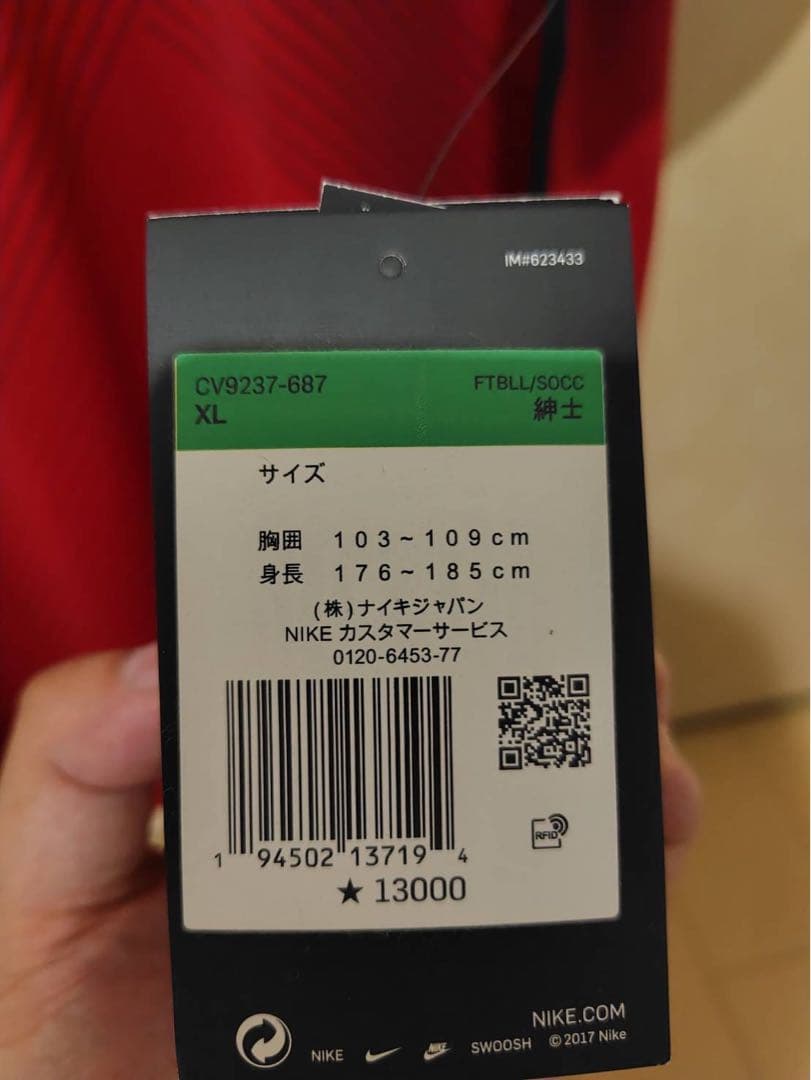 IM#623433
CV9237-687
FTBLL/SOCC
XL
紳士
サイズ
胸囲 103~109cm
身長 176~185cm
(株)ナイキジャパン
NIKE カスタマーサービス
0120-6453-77
RFID
1 94502 13719 4
★ 13000
NIKE.COM
NIKE NIKE SWOOSH © 2017 Nike